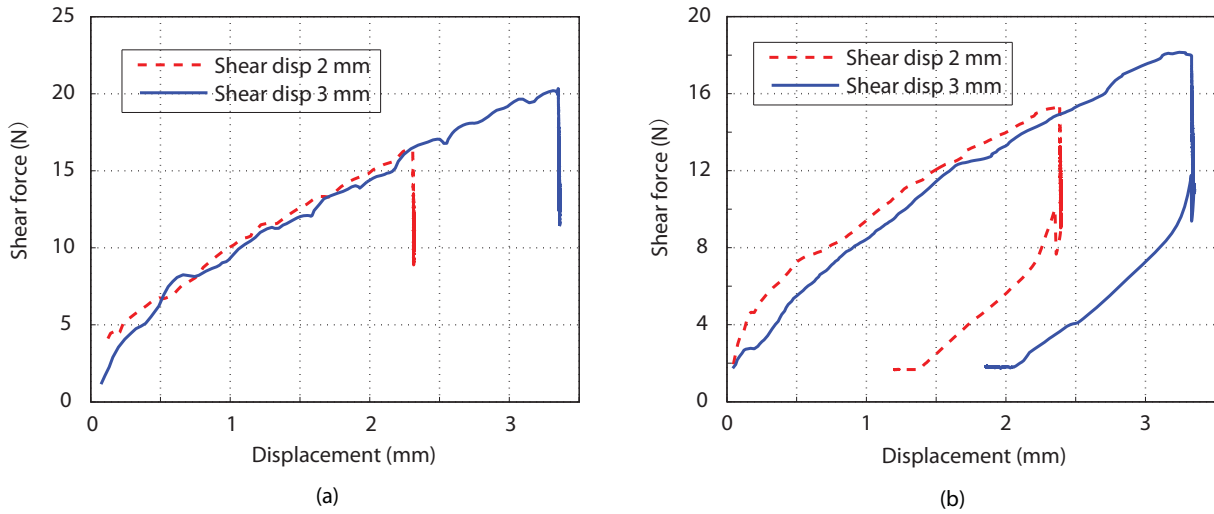 25
20
15
10
5
0
0
1
2
3
Shear force (N)
Displacement (mm)
Shear disp 2 mm
Shear disp 3 mm
(a)
20
16
12
8
4
0
0
1
2
3
Shear force (N)
Displacement (mm)
Shear disp 2 mm
Shear disp 3 mm
(b)